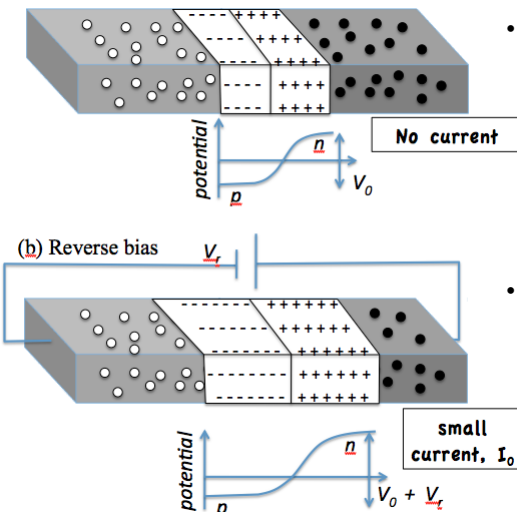 - - - - + + + +
- - - - + + + +
- - - - + + + +
- - - - + + + +
- - - - + + + +
- - - - + + + +
potential
n
p
V0
No current
(b) Reverse bias
Vr
- - - - - - - + + + + + +
- - - - - - - + + + + + +
- - - - - - - + + + + + +
- - - - - - - + + + + + +
- - - - - - - + + + + + +
- - - - - - - + + + + + +
potential
n
p
V0 + Vr
small
current, I0